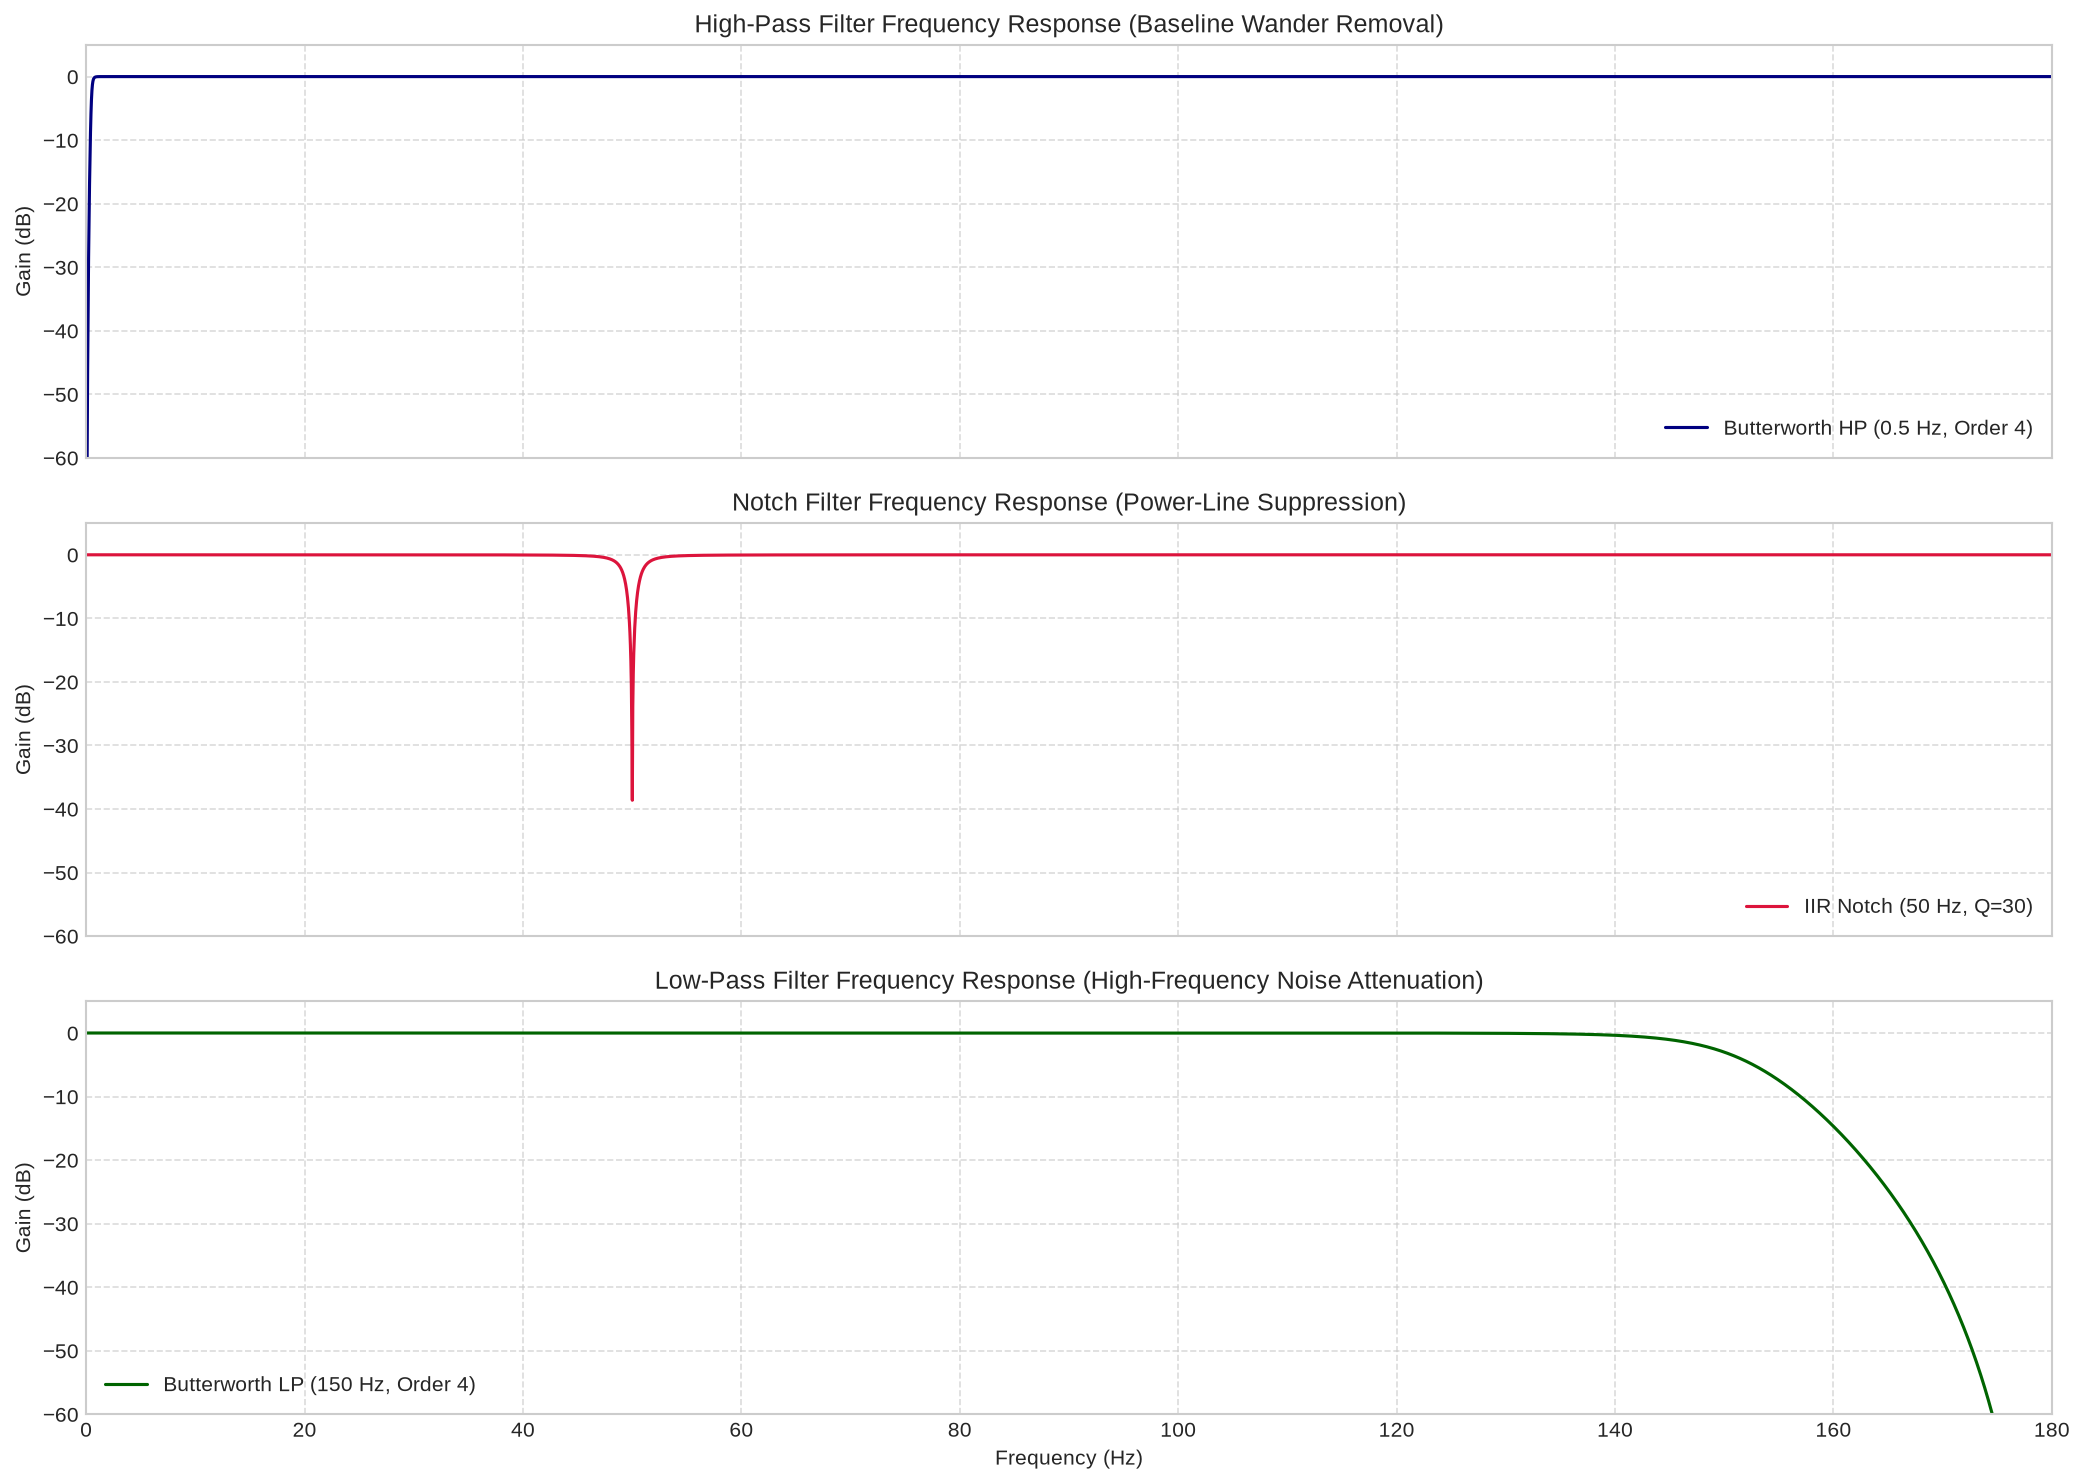 High-Pass Filter Frequency Response (Baseline Wander Removal)
Gain (dB)
0
−10
−20
−30
−40
−50
−60
Butterworth HP (0.5 Hz, Order 4)
Notch Filter Frequency Response (Power-Line Suppression)
Gain (dB)
0
−10
−20
−30
−40
−50
−60
IIR Notch (50 Hz, Q=30)
Low-Pass Filter Frequency Response (High-Frequency Noise Attenuation)
Gain (dB)
0
−10
−20
−30
−40
−50
−60
Butterworth LP (150 Hz, Order 4)
0 20 40 60 80 100 120 140 160 180
Frequency (Hz)